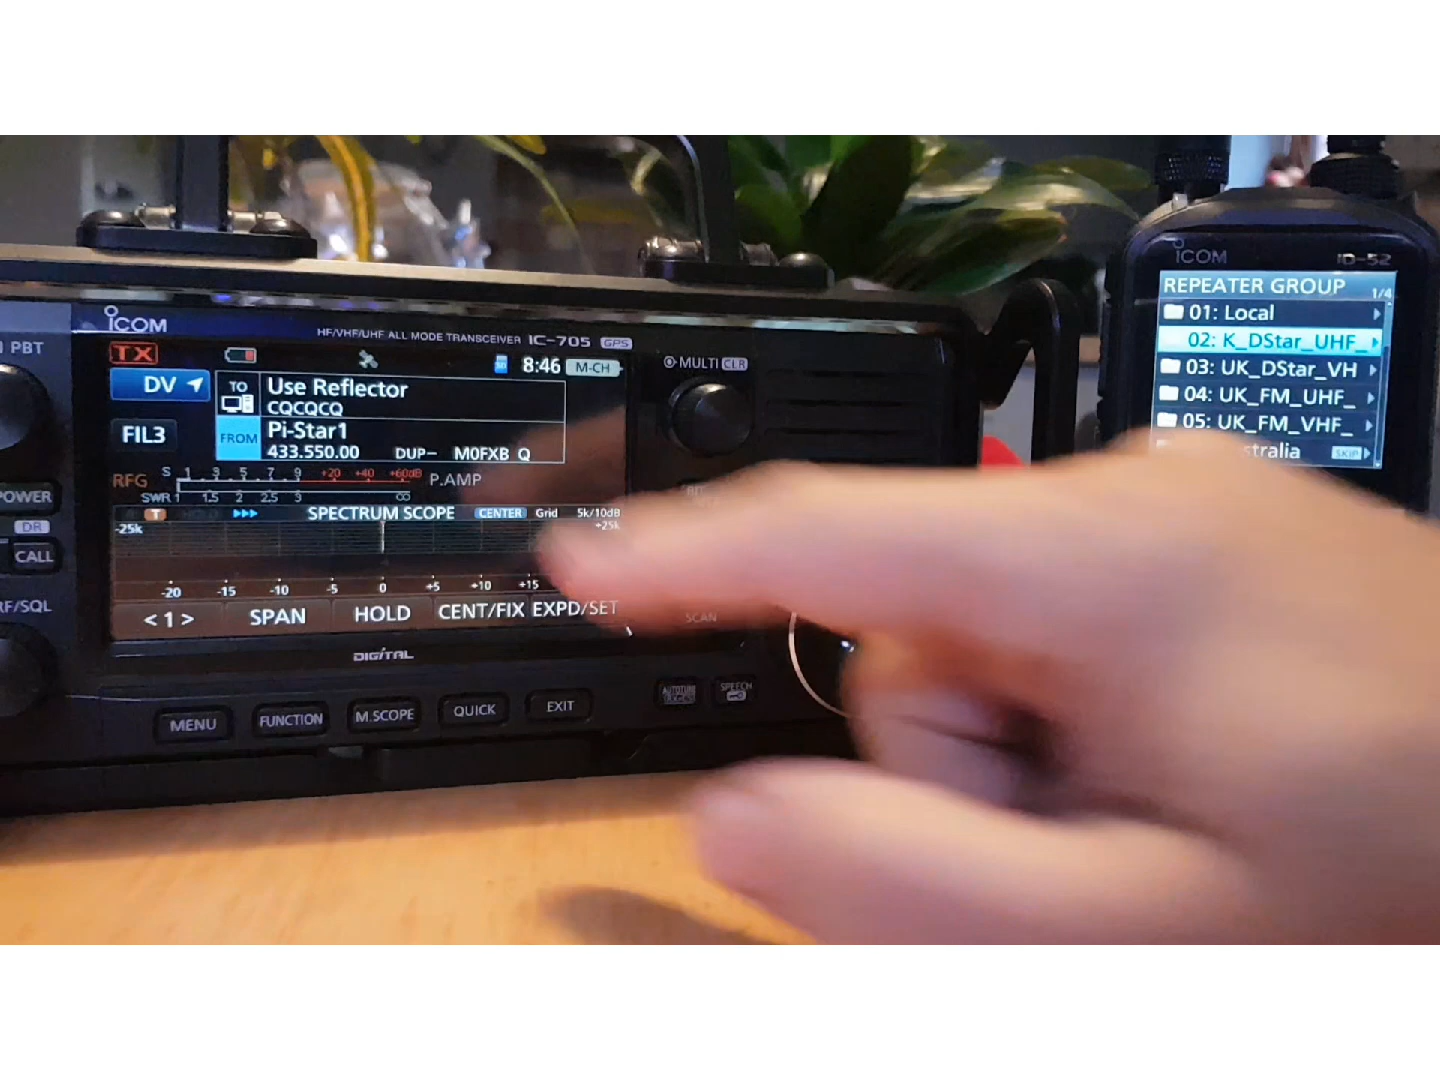 ICOM
HF/VHF/UHF ALL MODE TRANSCEIVER IC-705 GPS
PBT
TX
8:46 M-CH
DV
TO
Use Reflector
CQCQCQ
FIL3
FROM
Pi-Star1
433.550.00 DUP- M0FXB Q
RFG
S 1 3 5 7 9 +20 +40 +60dB
P.AMP
SWR 1 1.5 2 2.5 3 ∞
T HOLD SPECTRUM SCOPE CENTER Grid 5k/10dB
-25k +25k
-20 -15 -10 -5 0 +5 +10 +15
<1> SPAN HOLD CENT/FIX EXPD/SET
DIGITAL
POWER
DR
CALL
RF/SQL
MENU FUNCTION M.SCOPE QUICK EXIT
SPEECH
MULTI CLR
SCAN
ICOM ID-52
REPEATER GROUP 1/4
01: Local
02: K_DStar_UHF_
03: UK_DStar_VH
04: UK_FM_UHF_
05: UK_FM_VHF_
stralia SKIP